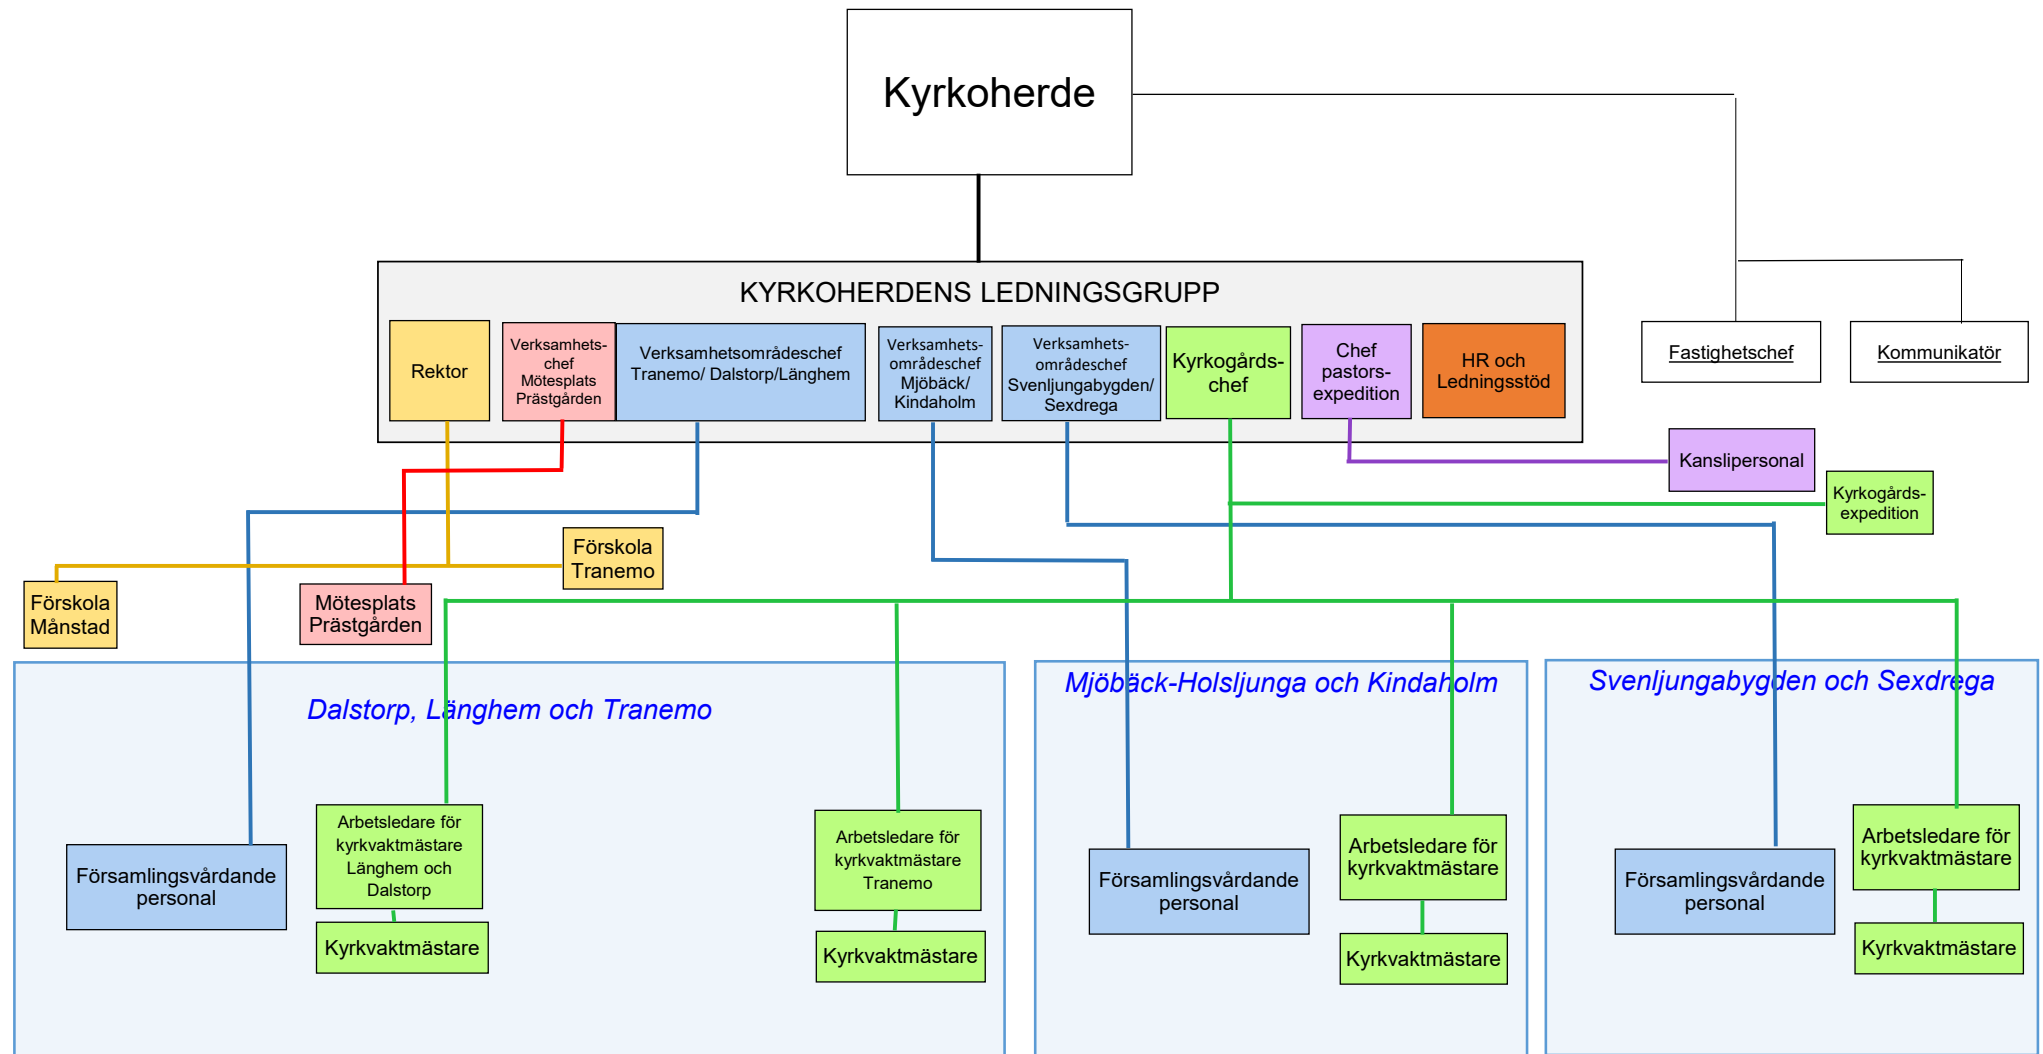 Kyrkoherde
KYRKOHERDENS LEDNINGSGRUPP
Rektor
Verksamhets-
chef
Mötesplats
Prästgården
Verksamhetsområdeschef
Tranemo/ Dalstorp/Länghem
Verksamhets-
områdeschef
Mjöbäck/
Kindaholm
Verksamhets-
områdeschef
Svenljungabygden/
Sexdrega
Kyrkogårds-
chef
Chef
pastors-
expedition
HR och
Ledningsstöd
Fastighetschef
Kommunikatör
Kanslipersonal
Kyrkogårds-
expedition
Förskola
Tranemo
Förskola
Månstad
Mötesplats
Prästgården
Dalstorp, Länghem och Tranemo
Mjöbäck-Holsljunga och Kindaholm
Svenljungabygden och Sexdrega
Församlingsvårdande
personal
Arbetsledare för
kyrkvaktmästare
Länghem och
Dalstorp
Kyrkvaktmästare
Arbetsledare för
kyrkvaktmästare
Tranemo
Kyrkvaktmästare
Församlingsvårdande
personal
Arbetsledare för
kyrkvaktmästare
Kyrkvaktmästare
Församlingsvårdande
personal
Arbetsledare för
kyrkvaktmästare
Kyrkvaktmästare